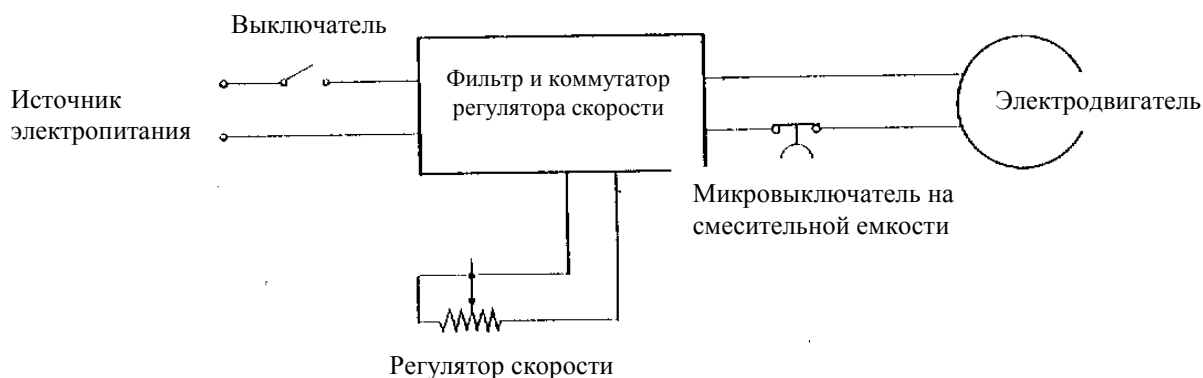 Выключатель
Источник
электропитания
Фильтр и коммутатор
регулятора скорости
Электродвигатель
Микровыключатель на
смесительной емкости
Регулятор скорости